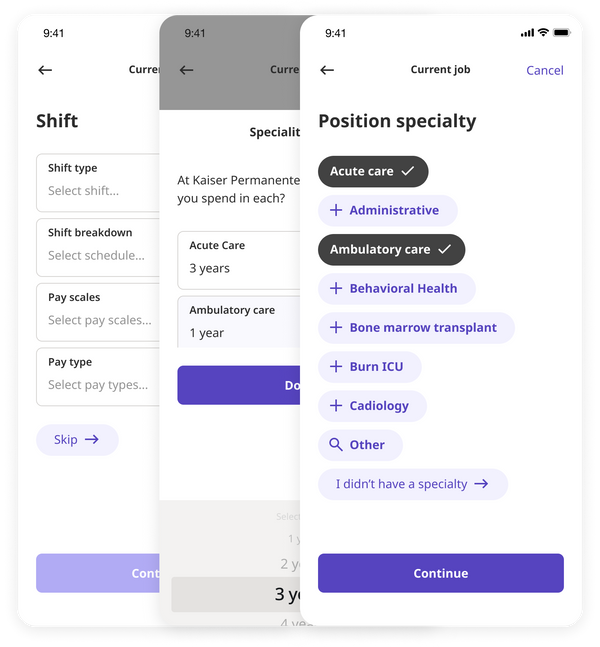 9:41
Curre
Shift
Shift type
Select shift...
Shift breakdown
Select schedule...
Pay scales
Select pay scales...
Pay type
Select pay types...
Skip
Cont
9:41
Curre
Specialit
At Kaiser Permanente
you spend in each?
Acute Care
3 years
Ambulatory care
1 year
Do
Select
1 y
2 ye
3 ye
4 yea
9:41
Current job
Cancel
Position specialty
Acute care
Administrative
Ambulatory care
Behavioral Health
Bone marrow transplant
Burn ICU
Cadiology
Other
I didn't have a specialty
Continue